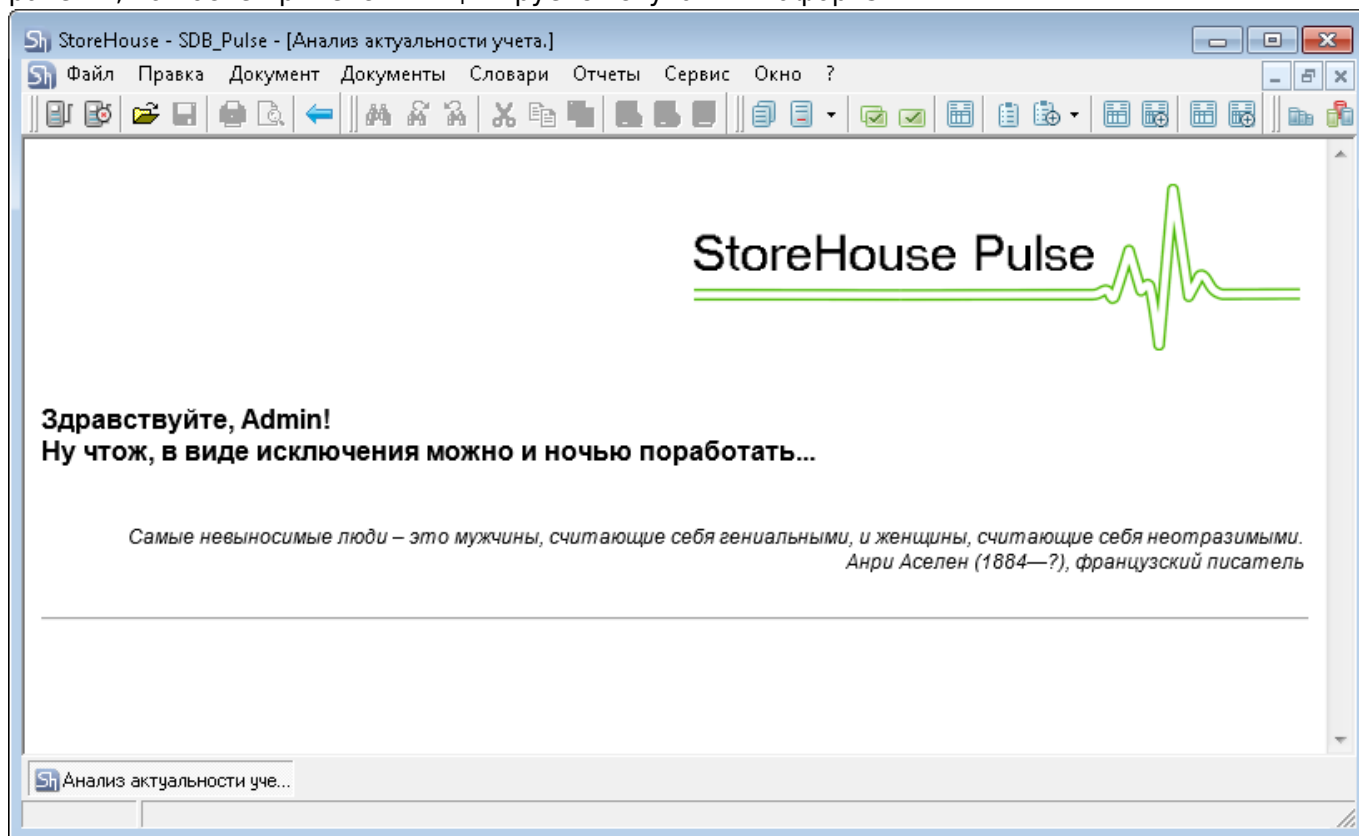 StoreHouse - SDB_Pulse - [Анализ актуальности учета.]
Файл Правка Документ Документы Словари Отчеты Сервис Окно ?
StoreHouse Pulse
Здравствуйте, Admin!
Ну чтож, в виде исключения можно и ночью поработать...
Самые невыносимые люди – это мужчины, считающие себя гениальными, и женщины, считающие себя неотразимыми.
Анри Аселен (1884—?), французский писатель
Анализ актуальности уче...